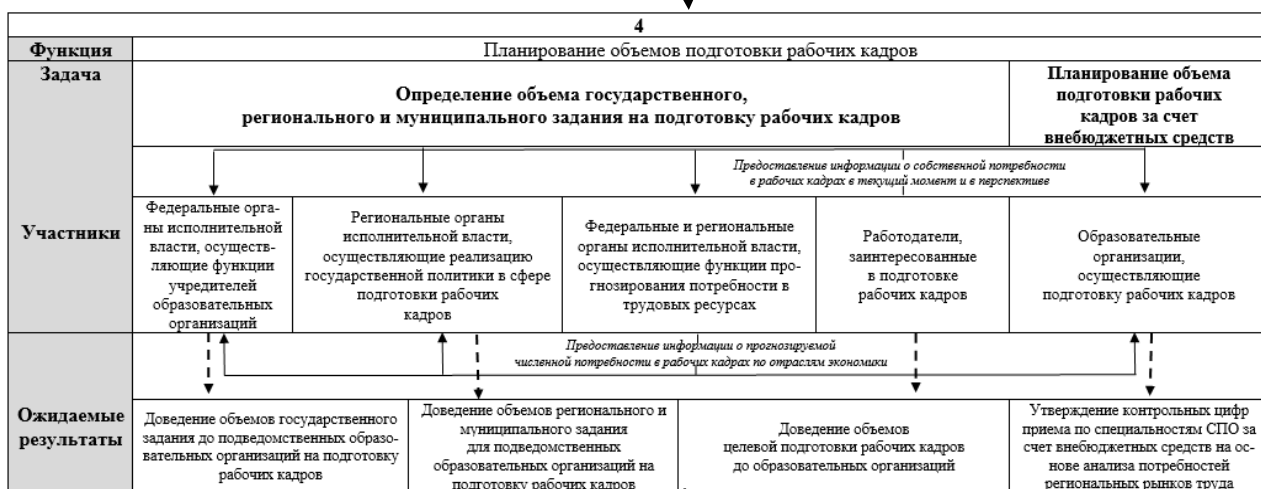 4
Функция
Планирование объемов подготовки рабочих кадров
Задача
Определение объема государственного,
регионального и муниципального задания на подготовку рабочих кадров
Планирование объема
подготовки рабочих
кадров за счет
внебюджетных средств
Предоставление информации о собственной потребности
в рабочих кадрах в текущий момент и в перспективе
Участники
Федеральные орга-
ны исполнительной
власти, осуществ-
ляющие функции
учредителей
образовательных
организаций
Региональные органы
исполнительной власти,
осуществляющие реализацию
государственной политики в сфере
подготовки рабочих
кадров
Федеральные и региональные
органы исполнительной власти,
осуществляющие функции про-
гнозирования потребности в
трудовых ресурсах
Работодатели,
заинтересованные
в подготовке
рабочих кадров
Образовательные
организации,
осуществляющие
подготовку рабочих кадров
Предоставление информации о прогнозируемой
численной потребности в рабочих кадрах по отраслям экономики
Ожидаемые
результаты
Доведение объемов государственного
задания до подведомственных образо-
вательных организаций на подготовку
рабочих кадров
Доведение объемов регионального и
муниципального задания
для подведомственных
образовательных организаций на
подготовку рабочих кадров
Доведение объемов
целевой подготовки рабочих кадров
до образовательных организаций
Утверждение контрольных цифр
приема по специальностям СПО за
счет внебюджетных средств на ос-
нове анализа потребностей
региональных рынков труда